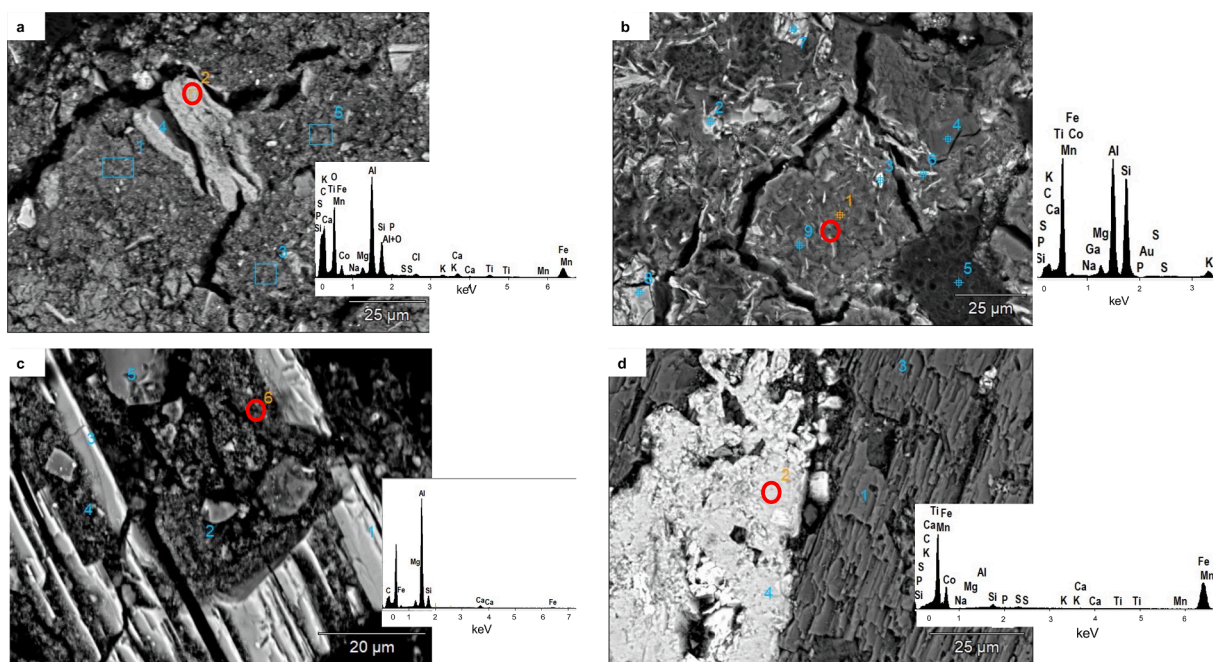 a
2
4
6
1
3
K
C
S
P
Si
Ca
O
Ti Fe
Mn
Co
Na
Mg
Al
Si P
Al+O
S S
Cl
K
Ca
K
Ca
Ti
Ti
Mn
Fe
Mn
0 1 2 3 4 5 6
keV
25 µm
b
7
2
4
3
6
1
9
5
8
25 µm
K
C
Ca
S
P
Si
Fe
Ti Co
Mn
Na
Ga
Mg
Al
Si
Au
P
S
S
K
0 1 2 3
keV
c
5
6
3
4
2
1
20 µm
C
Fe
Mg
Al
Si
Ca
Ca
Fe
0 1 2 3 4 5 6 7
keV
d
3
2
1
4
25 µm
Ca
C
K
S
P
Si
Ti Fe
Mn
Co
Na
Mg
Al
Si
P
S S
K
Ca
K
Ca
Ti
Ti
Mn
Fe
Mn
0 1 2 3 4 5 6
keV